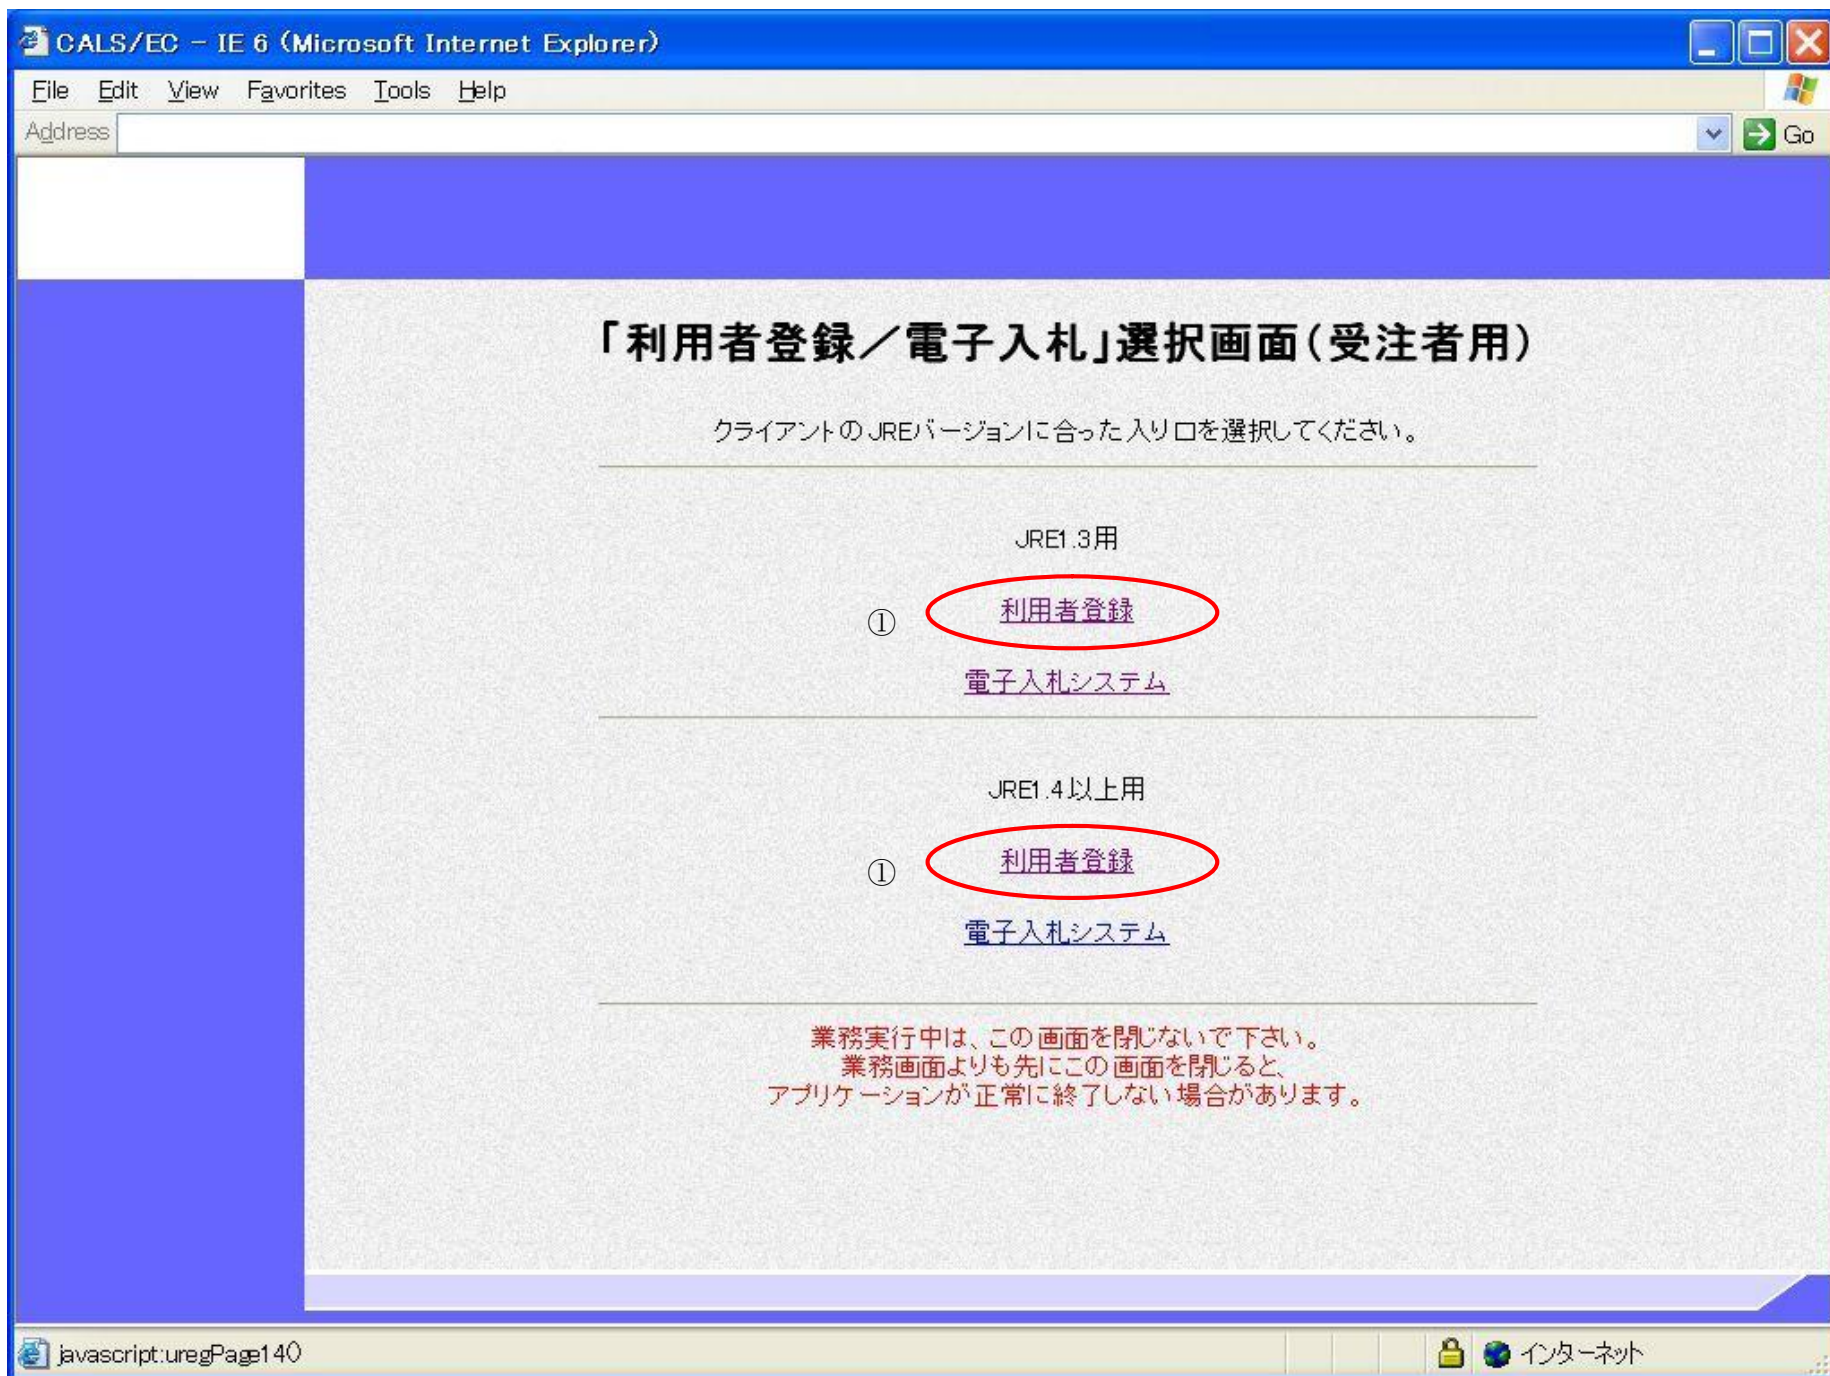 CALS/EC - IE 6 (Microsoft Internet Explorer)
File Edit View Favorites Tools Help
Address Go
「利用者登録／電子入札」選択画面(受注者用)
クライアントのJREバージョンに合った入り口を選択してください。
JRE1.3用
① 利用者登録
電子入札システム
JRE1.4以上用
① 利用者登録
電子入札システム
業務実行中は、この画面を閉じないで下さい。
業務画面よりも先にこの画面を閉じると、
アプリケーションが正常に終了しない場合があります。
javascript:uregPage14() インターネット